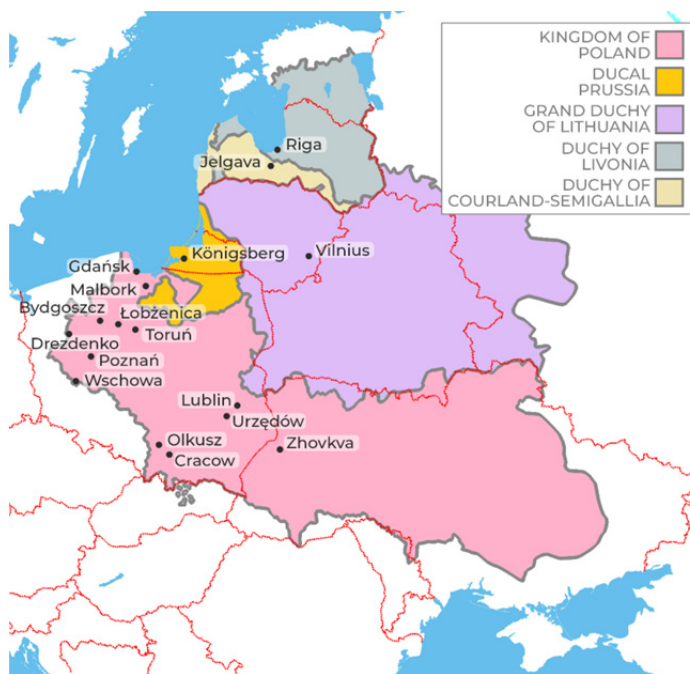 KINGDOM OF
POLAND
DUCAL
PRUSSIA
GRAND DUCHY
OF LITHUANIA
DUCHY OF
LIVONIA
DUCHY OF
COURLAND-SEMIGALLIA
Riga
Jelgava
Königsberg
Vilnius
Gdańsk
Malbork
Bydgoszcz
Łobżenica
Drezdenko
Toruń
Poznań
Wschowa
Lublin
Urzędów
Olkusz
Zhovkva
Cracow